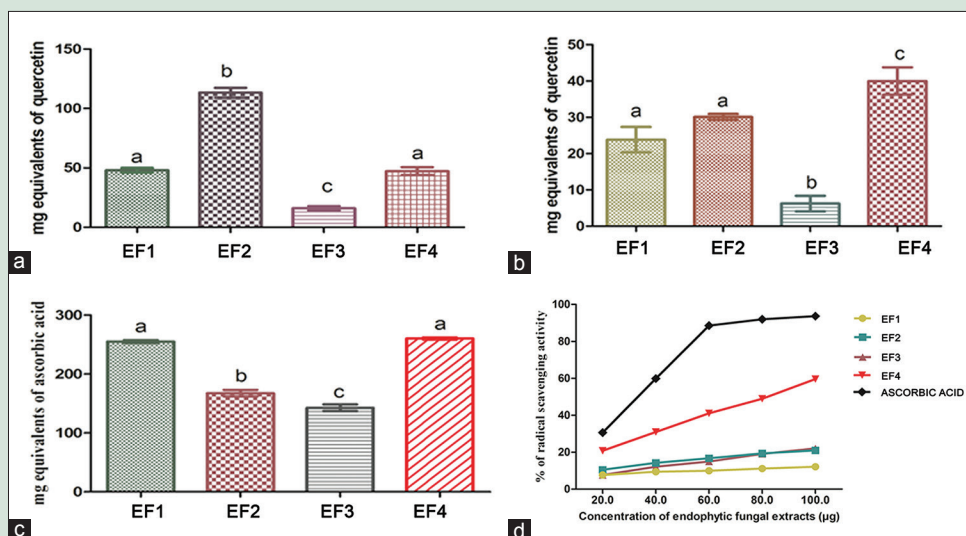 mg equivalents of quercetin
150
100
50
0
a
b
c
a
EF1 EF2 EF3 EF4
a
mg equivalents of quercetin
50
40
30
20
10
0
a
a
b
c
EF1 EF2 EF3 EF4
b
mg equivalents of ascorbic acid
300
200
100
0
a
b
c
a
EF1 EF2 EF3 EF4
c
% of radical scavenging activity
100
80
60
40
20
0
20.0 40.0 60.0 80.0 100.0
Concentration of endophytic fungal extracts (µg)
EF1
EF2
EF3
EF4
ASCORBIC ACID
d